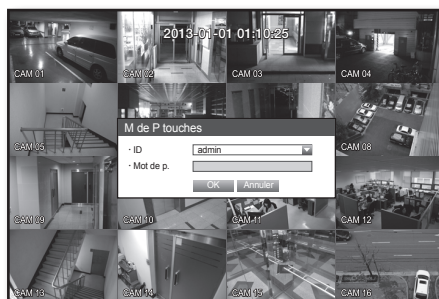 2013-01-01 01:10:25
CAM 01
CAM 02
CAM 03
CAM 04
CAM 05
M de P touches
CAM 08
· ID
admin
· Mot de p.
OK Annuler
CAM 09
CAM 10
CAM 11
CAM 12
CAM 13
CAM 14
CAM 15
CAM 16